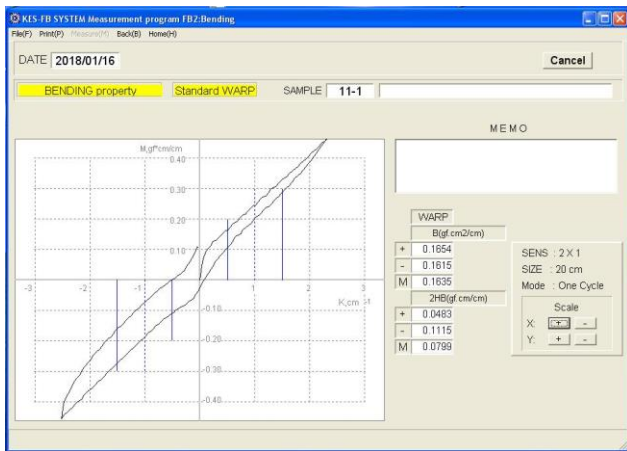 KES-FB SYSTEM Measurement program FB2:Bending
File(F) Print(P) Measure(M) Back(B) Home(H)
DATE 2018/01/16 Cancel
BENDING property Standard WARP SAMPLE 11-1
MEMO
M,gf*cm/cm
0.40
0.30
0.20
0.10
-3 -2 -1 1 2 3
K,cm -1
-0.10
-0.20
-0.30
-0.40
WARP
B(gf.cm2/cm)
+ 0.1654
- 0.1615
M 0.1635
2HB(gf.cm/cm)
+ 0.0483
- 0.1115
M 0.0799
SENS : 2 X 1
SIZE : 20 cm
Mode : One Cycle
Scale
X: + -
Y: + -